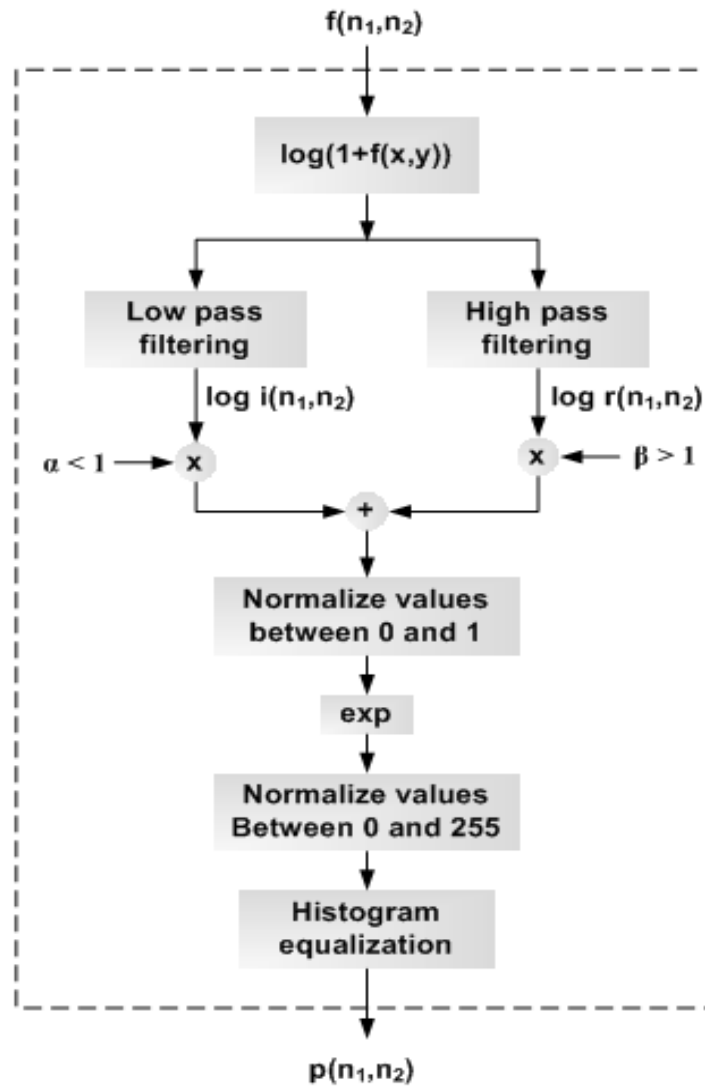 f(n₁,n₂)
log(1+f(x,y))
Low pass
filtering
High pass
filtering
log i(n₁,n₂)
log r(n₁,n₂)
α < 1
x
x
β > 1
+
Normalize values
between 0 and 1
exp
Normalize values
Between 0 and 255
Histogram
equalization
p(n₁,n₂)